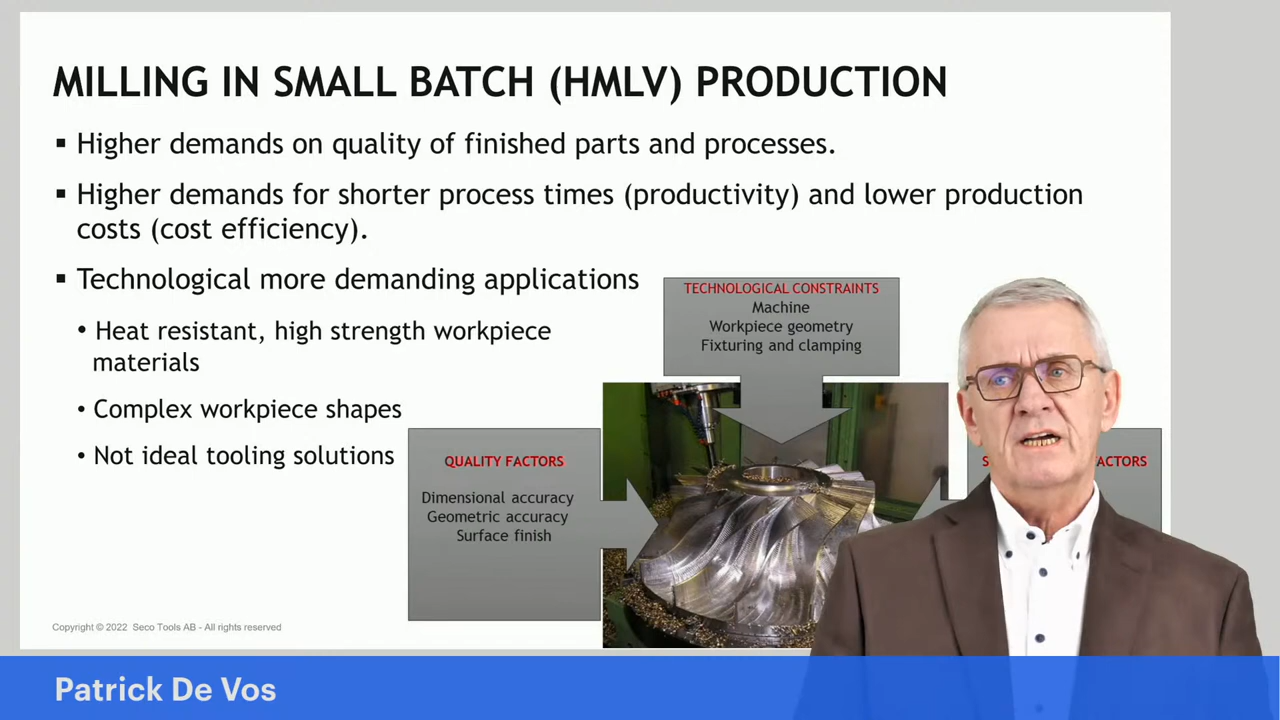 MILLING IN SMALL BATCH (HMLV) PRODUCTION
▪ Higher demands on quality of finished parts and processes.
▪ Higher demands for shorter process times (productivity) and lower production
costs (cost efficiency).
▪ Technological more demanding applications
• Heat resistant, high strength workpiece
materials
• Complex workpiece shapes
• Not ideal tooling solutions
TECHNOLOGICAL CONSTRAINTS
Machine
Workpiece geometry
Fixturing and clamping
QUALITY FACTORS
Dimensional accuracy
Geometric accuracy
Surface finish
Copyright © 2022 Seco Tools AB - All rights reserved
Patrick De Vos